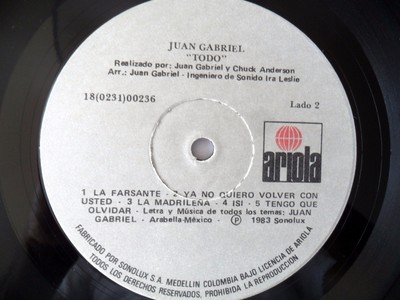 JUAN GABRIEL
"TODO"
Realizado por: Juan Gabriel y Chuck Anderson
Arr.: Juan Gabriel - Ingeniero de Sonido Ira Leslie
18(0231)00236
Lado 2
ariola
1 LA FARSANTE - 2 YA NO QUIERO VOLVER CON
USTED - 3 LA MADRILEÑA - 4 ISI - 5 TENGO QUE
OLVIDAR - Letra y Música de todos los temas: JUAN
GABRIEL - Arabella-México - Ⓟ 1983 Sonolux
FABRICADO POR SONOLUX S.A. MEDELLIN COLOMBIA BAJO LICENCIA DE ARIOLA
TODOS LOS DERECHOS RESERVADOS. PROHIBIDA LA REPRODUCCION